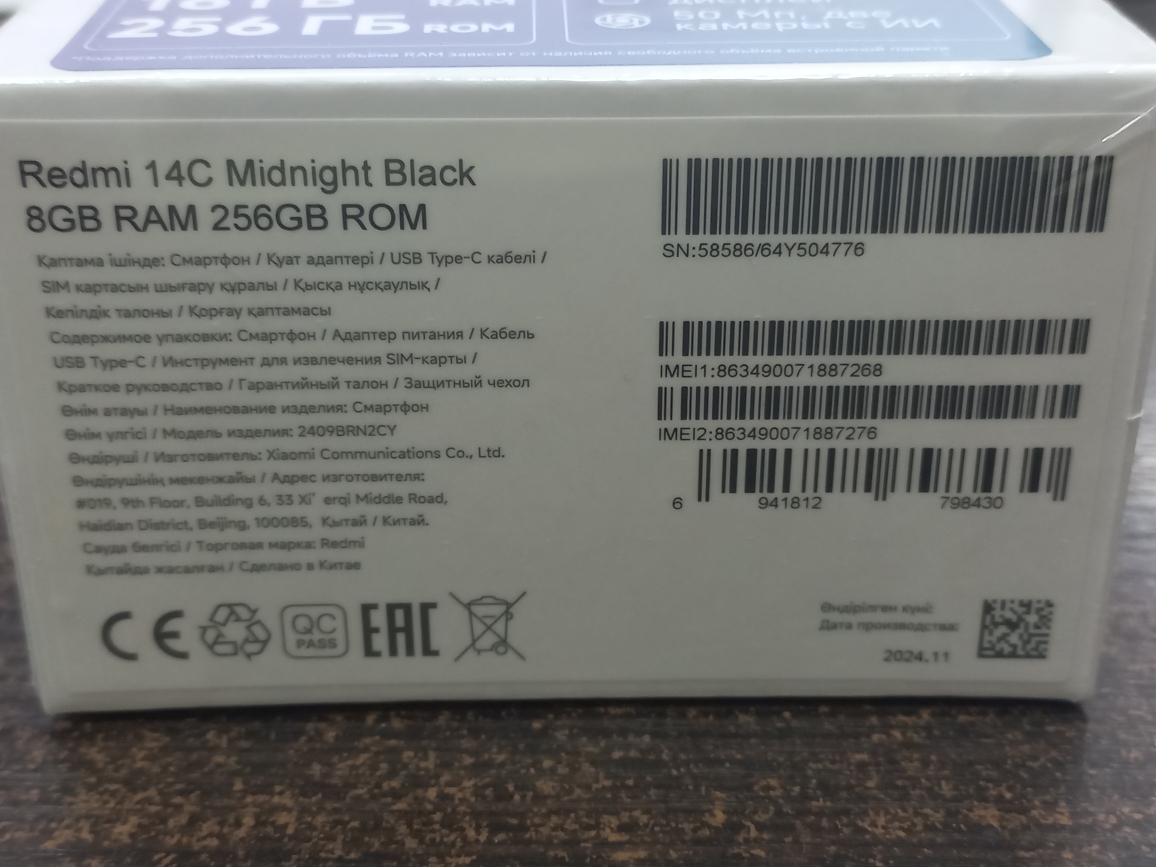 256 ГБ ROM
RAM
дисплей
50 Мп, две
камеры с ИИ
Redmi 14C Midnight Black
8GB RAM 256GB ROM
Қаптама ішінде: Смартфон / Қуат адаптері / USB Type-C кабелі /
SIM картасын шығару құралы / Қысқа нұсқаулық /
Кепілдік талоны / Қорғау қаптамасы
Содержимое упаковки: Смартфон / Адаптер питания / Кабель
USB Type-C / Инструмент для извлечения SIM-карты /
Краткое руководство / Гарантийный талон / Защитный чехол
Өнім атауы / Наименование изделия: Смартфон
Өнім үлгісі / Модель изделия: 2409BRN2CY
Өндіруші / Изготовитель: Xiaomi Communications Co., Ltd.
Өндірушінің мекенжайы / Адрес изготовителя:
#019, 9th Floor, Building 6, 33 Xi' erqi Middle Road,
Haidian District, Beijing, 100085, Қытай / Китай.
Сауда белгісі / Торговая марка: Redmi
Қытайда жасалған / Сделано в Китае
CE
QC
PASS
EAC
SN:58586/64Y504776
IMEI1:863490071887268
IMEI2:863490071887276
6 941812 798430
Өндірілген күні:
Дата производства:
2024.11